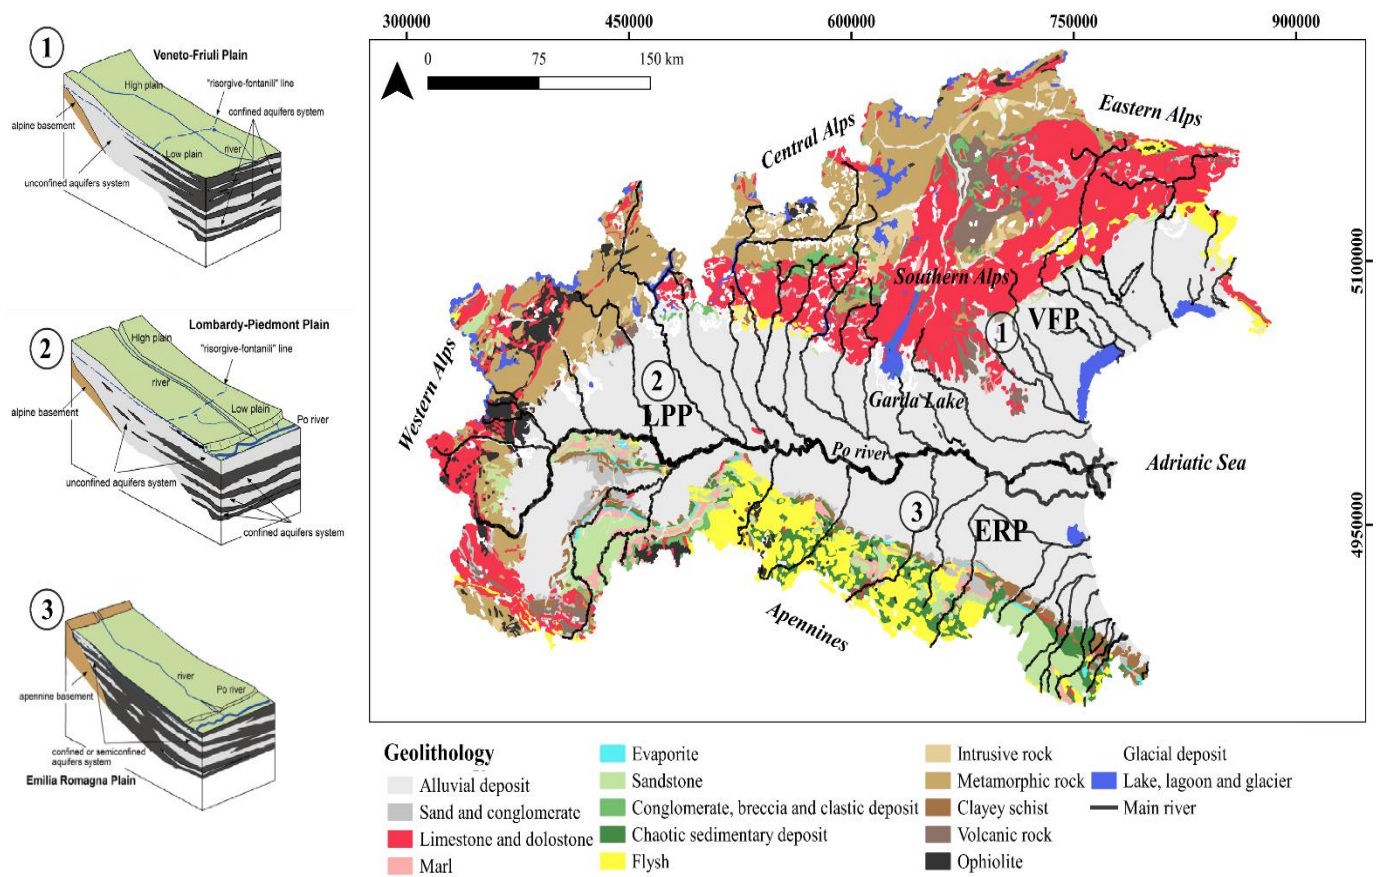 1
Veneto-Friuli Plain
High plain
"risorgive-fontanili" line
confined aquifers system
alpine basement
Low plain
river
unconfined aquifers system
2
Lombardy-Piedmont Plain
High plain
"risorgive-fontanili" line
river
alpine basement
Low plain
Po river
unconfined aquifers system
confined aquifers system
3
river
apennine basement
Po river
confined or semiconfined
aquifers system
Emilia Romagna Plain
300000
450000
600000
750000
900000
0
75
150 km
Central Alps
Eastern Alps
5100000
Southern Alps
1
VFP
Western Alps
2
LPP
Garda Lake
Po river
Adriatic Sea
3
ERP
4950000
Apennines
Geolithology
Alluvial deposit
Sand and conglomerate
Limestone and dolostone
Marl
Evaporite
Sandstone
Conglomerate, breccia and clastic deposit
Chaotic sedimentary deposit
Flysh
Intrusive rock
Metamorphic rock
Clayey schist
Volcanic rock
Ophiolite
Glacial deposit
Lake, lagoon and glacier
Main river